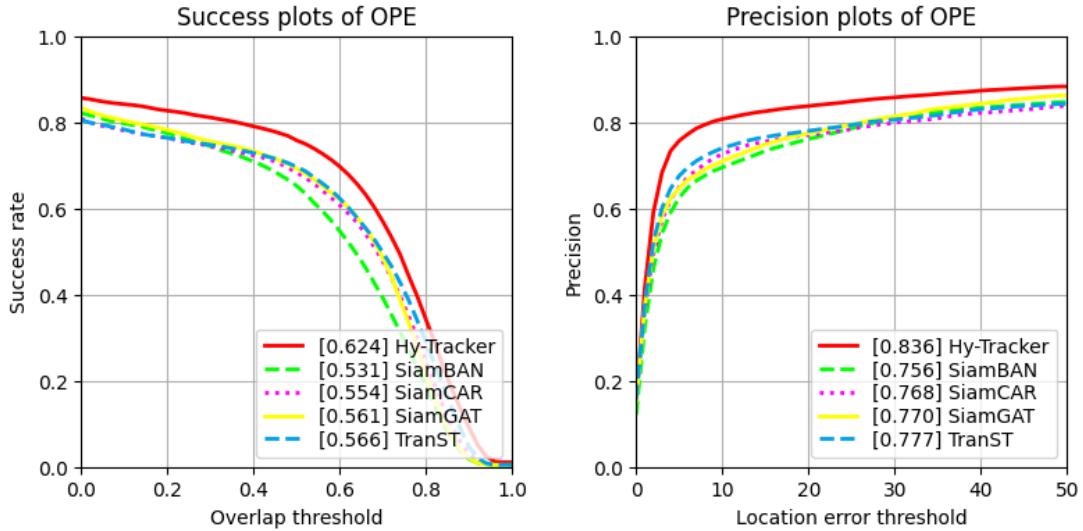 Success plots of OPE
1.0
0.8
0.6
0.4
0.2
0.0
Success rate
[0.624] Hy-Tracker
[0.531] SiamBAN
[0.554] SiamCAR
[0.561] SiamGAT
[0.566] TranST
0.0 0.2 0.4 0.6 0.8 1.0
Overlap threshold
Precision plots of OPE
1.0
0.8
0.6
0.4
0.2
0.0
Precision
[0.836] Hy-Tracker
[0.756] SiamBAN
[0.768] SiamCAR
[0.770] SiamGAT
[0.777] TranST
0 10 20 30 40 50
Location error threshold